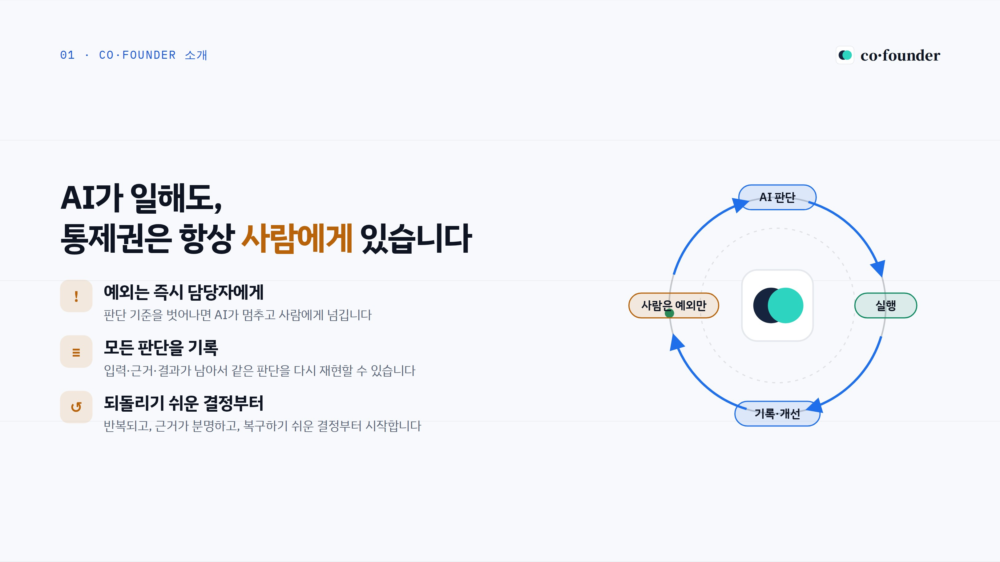 01 · CO·FOUNDER 소개
co·founder
AI가 일해도,
통제권은 항상 사람에게 있습니다
!
예외는 즉시 담당자에게
판단 기준을 벗어나면 AI가 멈추고 사람에게 넘깁니다
≡
모든 판단을 기록
입력·근거·결과가 남아서 같은 판단을 다시 재현할 수 있습니다
↺
되돌리기 쉬운 결정부터
반복되고, 근거가 분명하고, 복구하기 쉬운 결정부터 시작합니다
AI 판단
실행
기록·개선
사람은 예외만